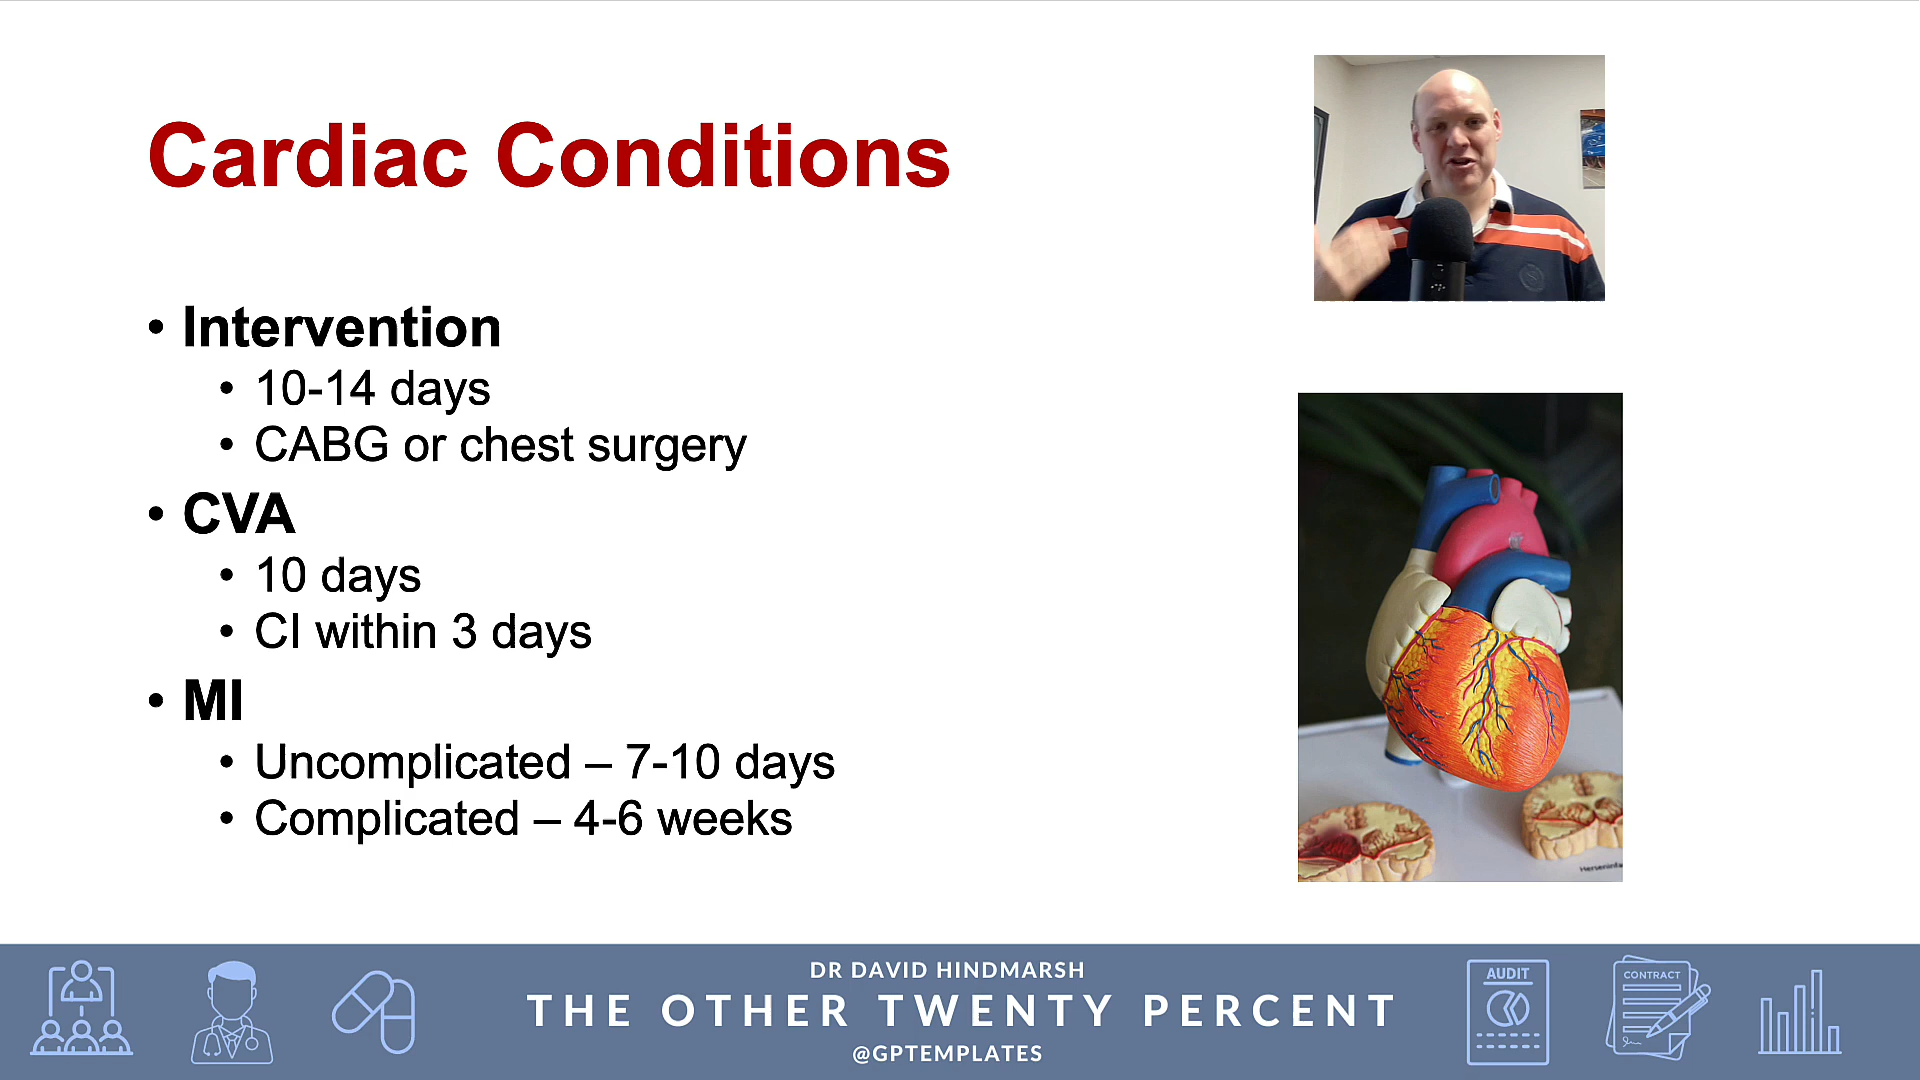 Cardiac Conditions
• Intervention
• 10-14 days
• CABG or chest surgery
• CVA
• 10 days
• CI within 3 days
• MI
• Uncomplicated – 7-10 days
• Complicated – 4-6 weeks
DR DAVID HINDMARSH
THE OTHER TWENTY PERCENT
@GPTEMPLATES
AUDIT
CONTRACT